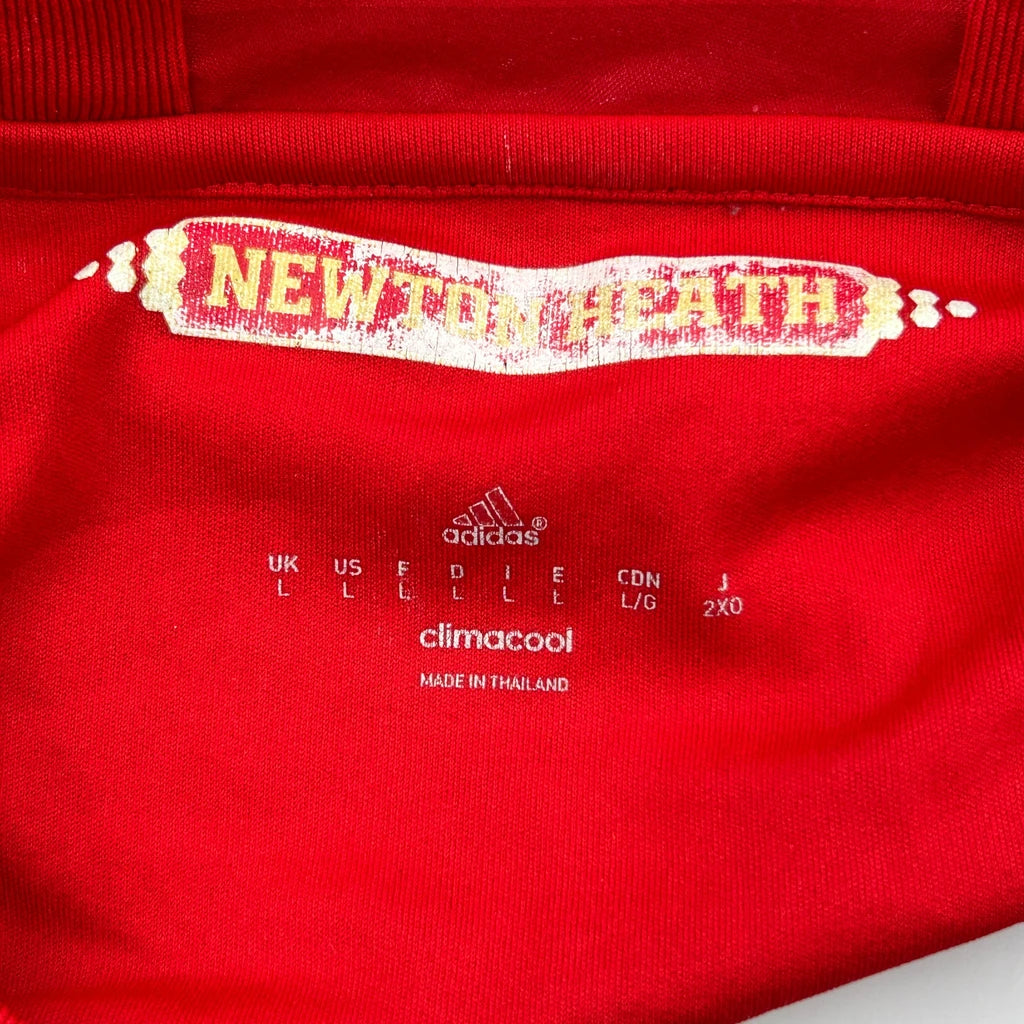 NEWTON HEATH
adidas®
UK US F D I E CDN J
L L L L L L L/G 2XO
climacool
MADE IN THAILAND